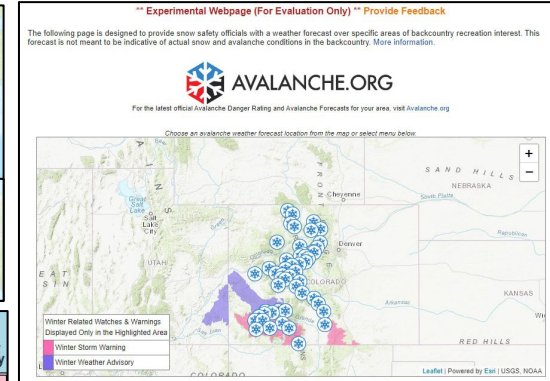 ** Experimental Webpage (For Evaluation Only) ** Provide Feedback
The following page is designed to provide snow safety officials with a weather forecast over specific areas of backcountry recreation interest. This
forecast is not meant to be indicative of actual snow and avalanche conditions in the backcountry. More information.
AVALANCHE.ORG
For the latest official Avalanche Danger Rating and Avalanche Forecasts for your area, visit Avalanche.org
Choose an avalanche weather forecast location from the map or select menu below.
+
−
SAND HILLS
NEBRASKA
Cheyenne
South Platte
Great
Salt
Lake
Salt
Lake
City
Republican
Denver
UTAH
COLORADO
KANSAS
Arkansas
RED HILLS
Winter Related Watches & Warnings
Displayed Only in the Highlighted Area
Winter Storm Warning
Winter Weather Advisory
COLORADO
Leaflet | Powered by Esri | USGS, NOAA